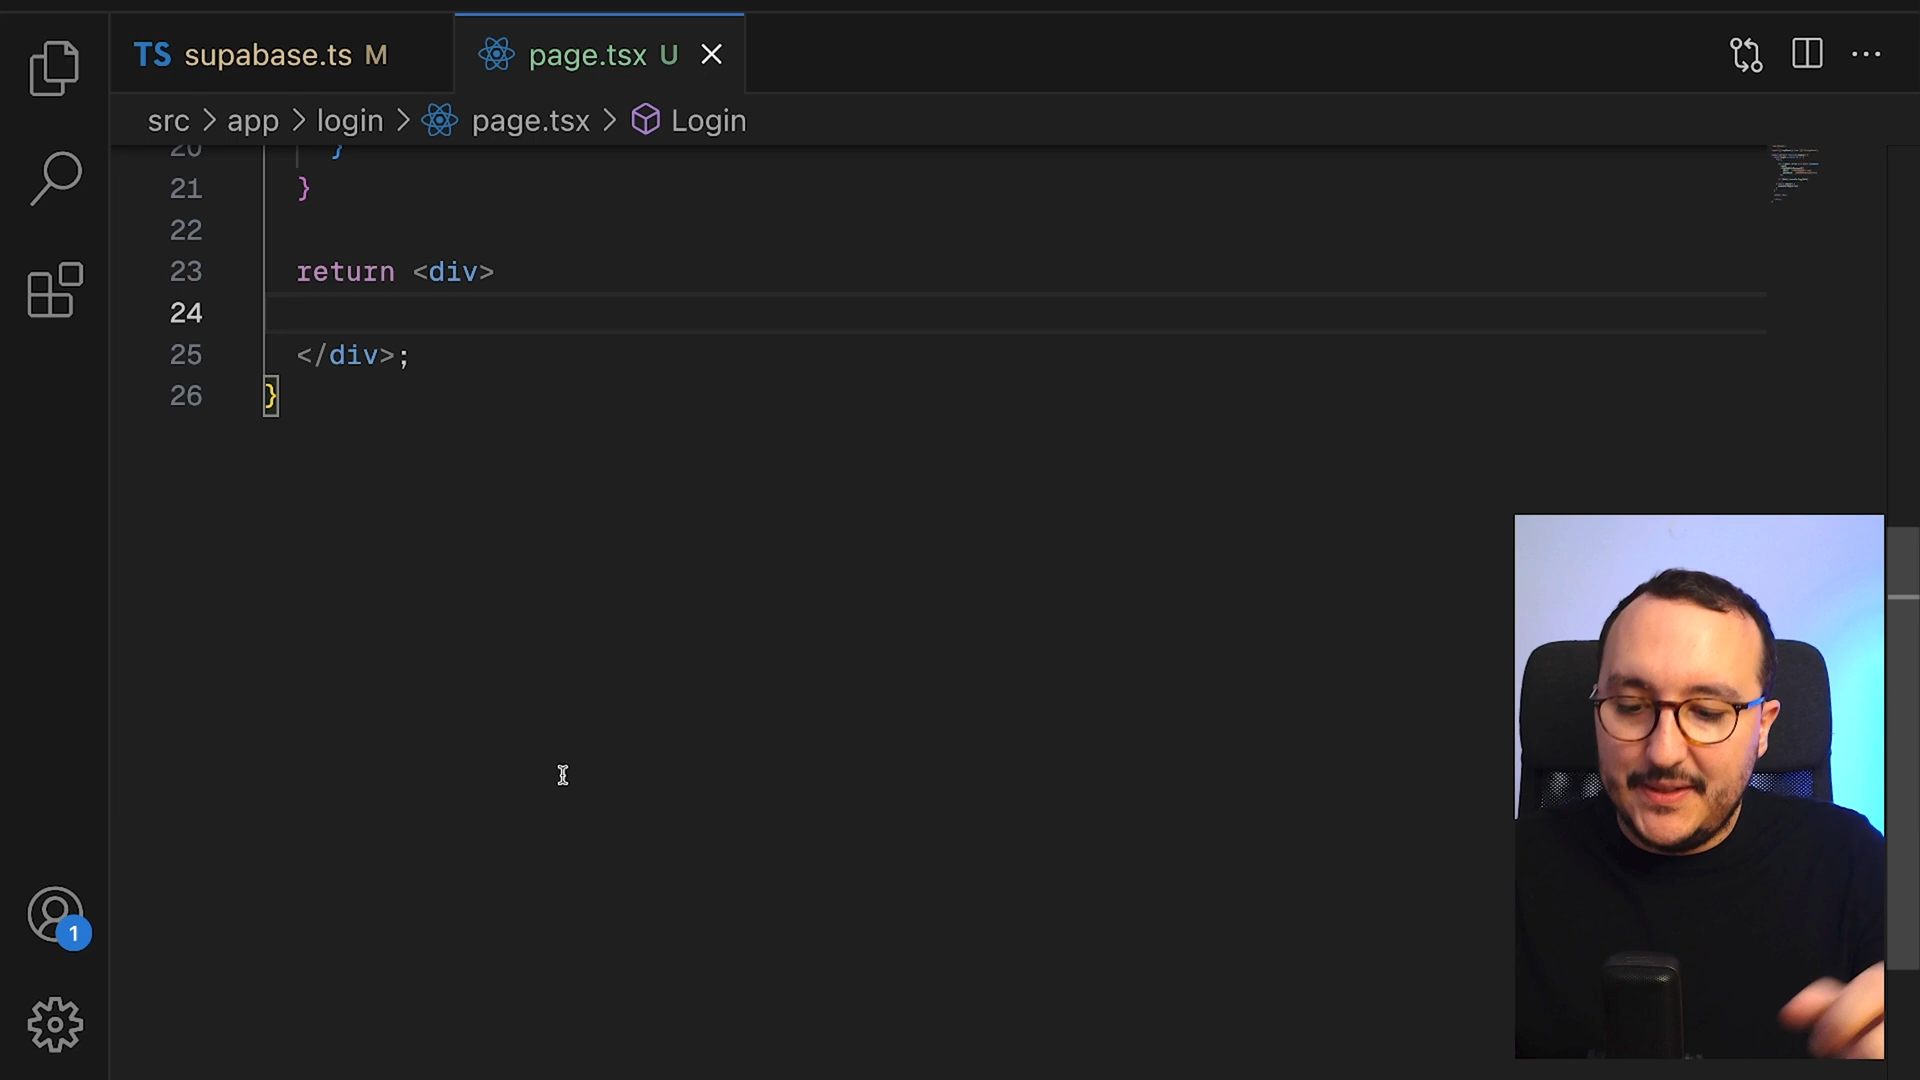 TS supabase.ts M page.tsx U
src > app > login > page.tsx > Login
20 }
21 }
22
23 return <div>
24
25 </div>;
26 }
1